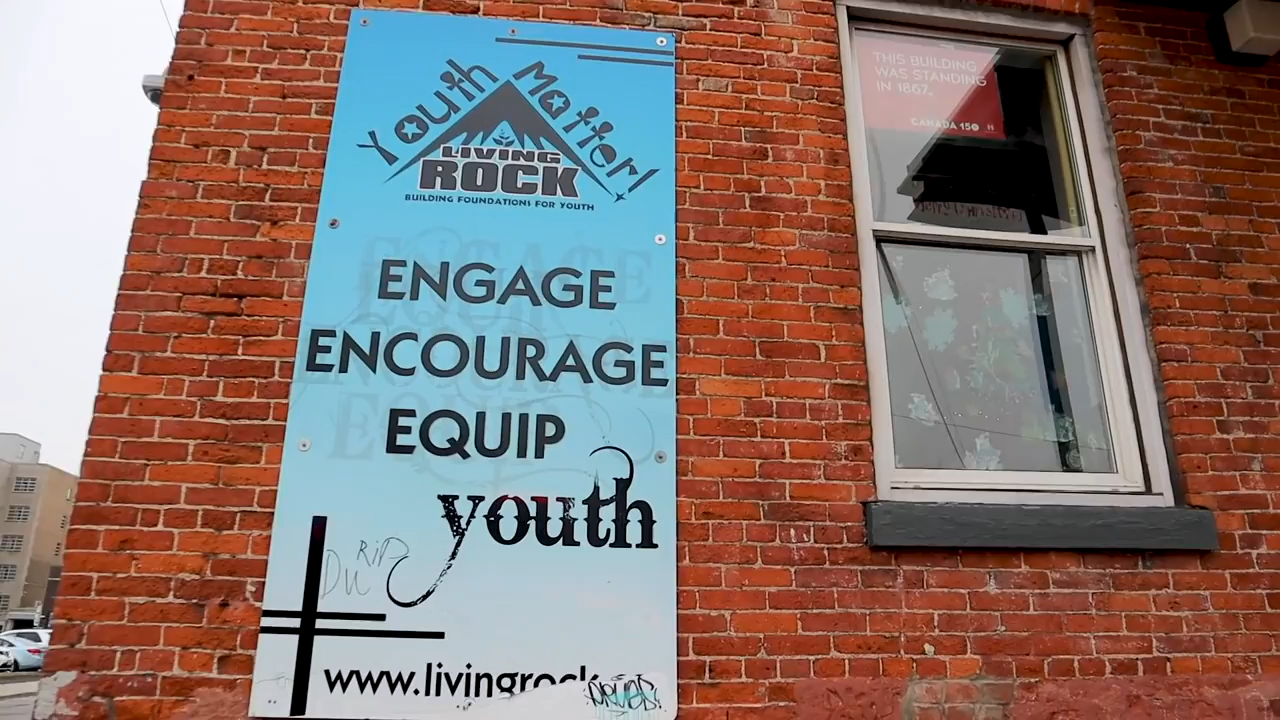 Youth Matter!
LIVING
ROCK
BUILDING FOUNDATIONS FOR YOUTH
ENGAGE
ENCOURAGE
EQUIP
youth
RIP
DU
www.livingrock
THIS BUILDING
WAS STANDING
IN 1867.
CANADA 150 H